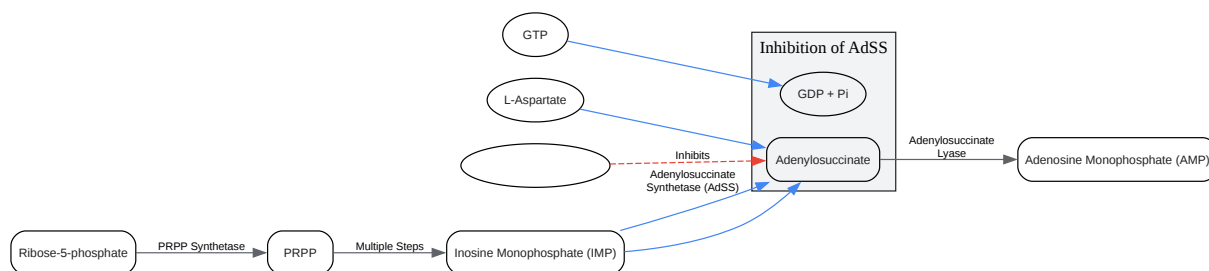 GTP
Inhibition of AdSS
GDP + Pi
L-Aspartate
Inhibits
Adenylosuccinate
Adenylosuccinate
Lyase
Adenosine Monophosphate (AMP)
Adenylosuccinate
Synthetase (AdSS)
Ribose-5-phosphate
PRPP Synthetase
PRPP
Multiple Steps
Inosine Monophosphate (IMP)